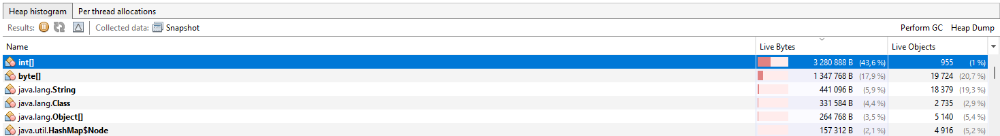 Heap histogram Per thread allocations
Results: Collected data: Snapshot Perform GC Heap Dump
Name Live Bytes Live Objects
int[] 3 280 888 B (43,6 %) 955 (1 %)
byte[] 1 347 768 B (17,9 %) 19 724 (20,7 %)
java.lang.String 441 096 B (5,9 %) 18 379 (19,3 %)
java.lang.Class 331 584 B (4,4 %) 2 735 (2,9 %)
java.lang.Object[] 264 768 B (3,5 %) 5 140 (5,4 %)
java.util.HashMap$Node 157 312 B (2,1 %) 4 916 (5,2 %)